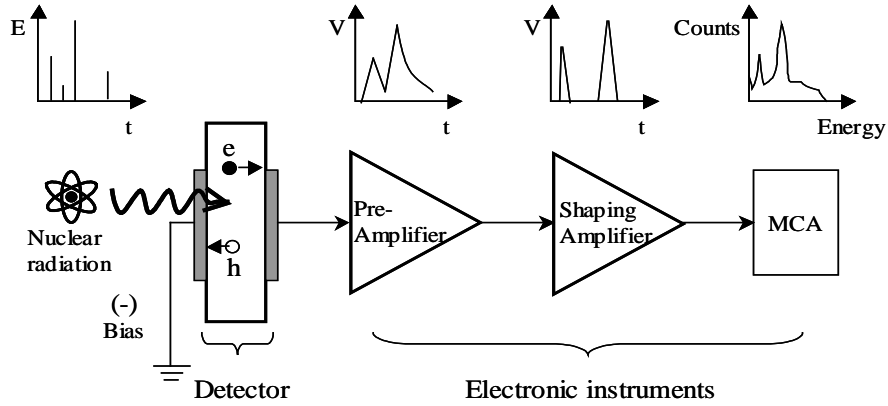 E
t
V
t
V
t
Counts
Energy
Nuclear
radiation
e
h
(-)
Bias
Pre-
Amplifier
Shaping
Amplifier
MCA
Detector
Electronic instruments